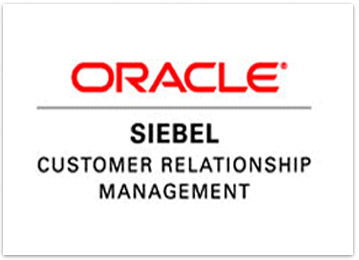 ORACLE®
SIEBEL
CUSTOMER RELATIONSHIP
MANAGEMENT